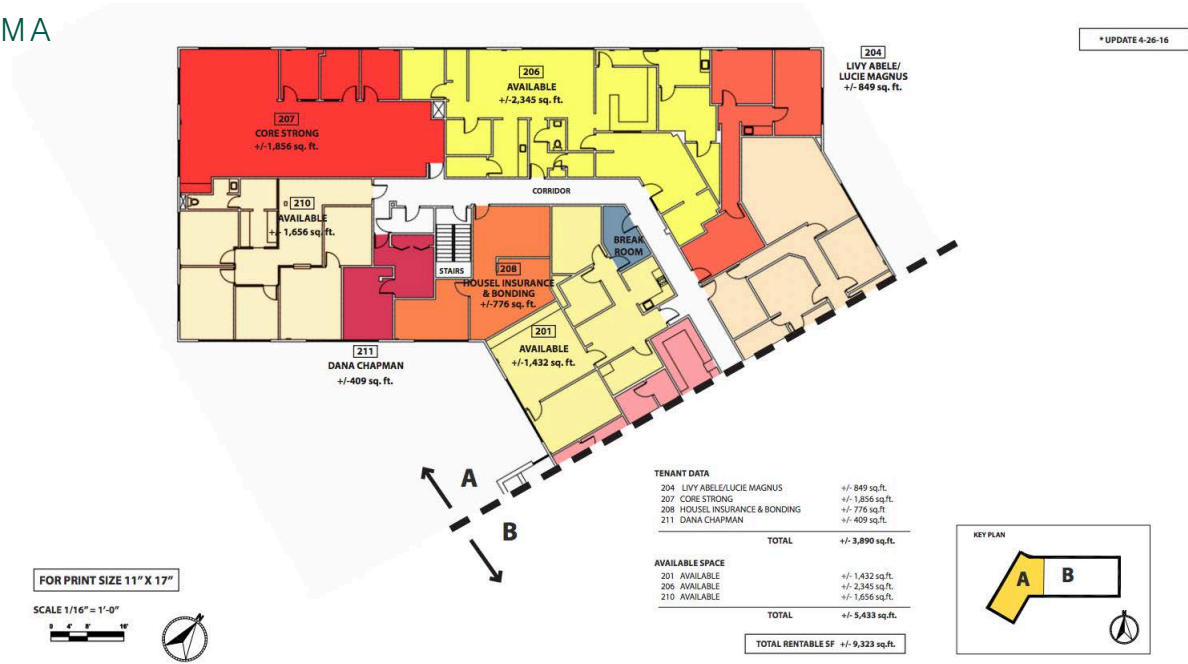 MA
* UPDATE 4-26-16
204
LIVY ABELE/
LUCIE MAGNUS
+/- 849 sq. ft.
206
AVAILABLE
+/-2,345 sq. ft.
207
CORE STRONG
+/-1,856 sq. ft.
CORRIDOR
210
AVAILABLE
+/- 1,656 sq. ft.
BREAK
ROOM
STAIRS
208
HOUSEL INSURANCE
& BONDING
+/-776 sq. ft.
201
AVAILABLE
+/-1,432 sq. ft.
211
DANA CHAPMAN
+/-409 sq. ft.
A
B
TENANT DATA
204 LIVY ABELE/LUCIE MAGNUS +/- 849 sq.ft.
207 CORE STRONG +/- 1,856 sq.ft.
208 HOUSEL INSURANCE & BONDING +/- 776 sq.ft
211 DANA CHAPMAN +/- 409 sq.ft.
TOTAL +/- 3,890 sq.ft.
AVAILABLE SPACE
201 AVAILABLE +/- 1,432 sq.ft.
206 AVAILABLE +/- 2,345 sq.ft.
210 AVAILABLE +/- 1,656 sq.ft.
TOTAL +/- 5,433 sq.ft.
TOTAL RENTABLE SF +/- 9,323 sq.ft.
KEY PLAN
A B
N
FOR PRINT SIZE 11" X 17"
SCALE 1/16" = 1'-0"
0 4' 8' 16'
N